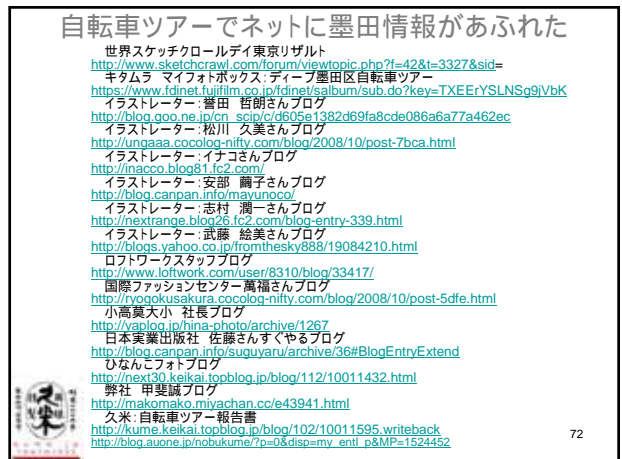 自転車ツアーでネットに墨田情報があふれた
世界スケッチクロールデイ東京リザルト
http://www.sketchcrawl.com/forum/viewtopic.php?f=42&t=3327&sid=
キタムラ マイフォトボックス:ディープ墨田区自転車ツアー
https://www.fdinet.fujifilm.co.jp/fdinet/salbum/sub.do?key=TXEErYSLNSg9jVbK
イラストレーター:誉田 哲朗さんブログ
http://blog.goo.ne.jp/cn_scip/c/d605e1382d69fa8cde086a6a77a462ec
イラストレーター:松川 久美さんブログ
http://ungaaa.cocolog-nifty.com/blog/2008/10/post-7bca.html
イラストレーター:イナコさんブログ
http://inacco.blog81.fc2.com/
イラストレーター:安部 繭子さんブログ
http://blog.canpan.info/mayunoco/
イラストレーター:志村 潤一さんブログ
http://nextrange.blog26.fc2.com/blog-entry-339.html
イラストレーター:武藤 絵美さんブログ
http://blogs.yahoo.co.jp/fromthesky888/19084210.html
ロフトワークスタッフブログ
http://www.loftwork.com/user/8310/blog/33417/
国際ファッションセンター萬福さんブログ
http://ryogokusakura.cocolog-nifty.com/blog/2008/10/post-5dfe.html
小高莫大小 社長ブログ
http://yaplog.jp/hina-photo/archive/1267
日本実業出版社 佐藤さんすぐやるブログ
http://blog.canpan.info/suguyaru/archive/36#BlogEntryExtend
ひなんこフォトブログ
http://next30.keikai.topblog.jp/blog/112/10011432.html
弊社 甲斐誠ブログ
http://makomako.miyachan.cc/e43941.html
久米:自転車ツアー報告書
http://kume.keikai.topblog.jp/blog/102/10011595.writeback
http://blog.auone.jp/nobukume/?p=0&disp=my_entl_p&MP=1524452
72
久米